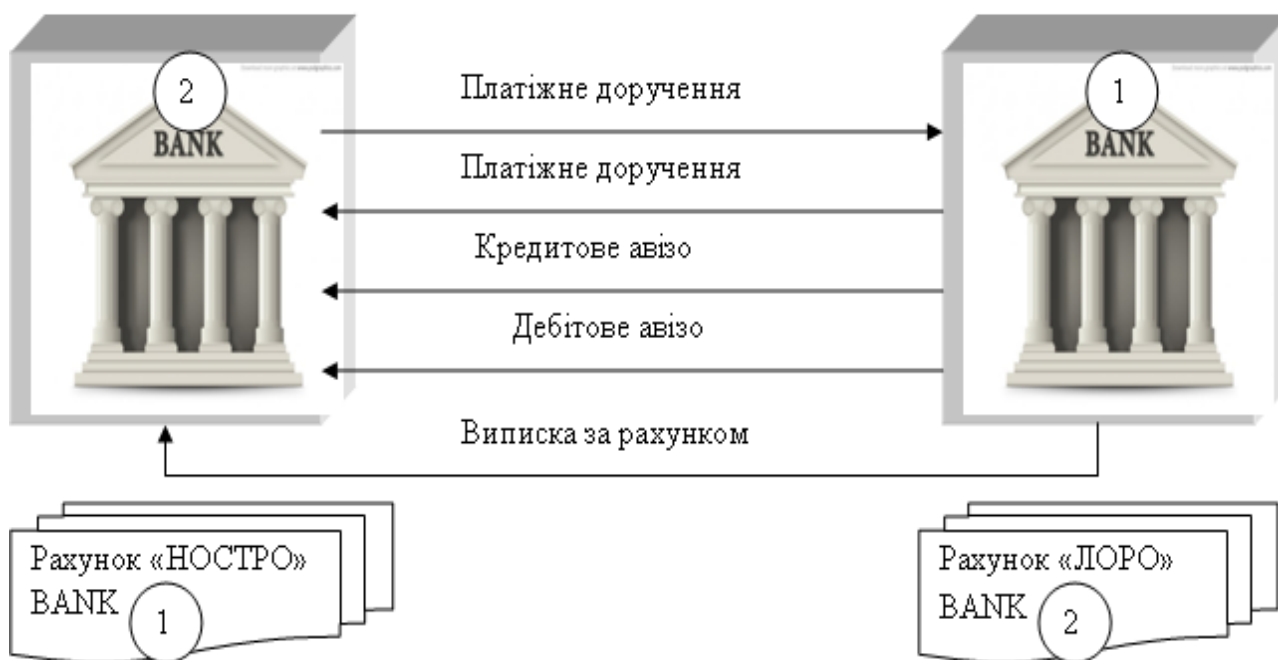 2
BANK
Платіжне доручення
1
BANK
Платіжне доручення
Кредитове авізо
Дебітове авізо
Виписка за рахунком
Рахунок «НОСТРО»
BANK
1
Рахунок «ЛОРО»
BANK
2